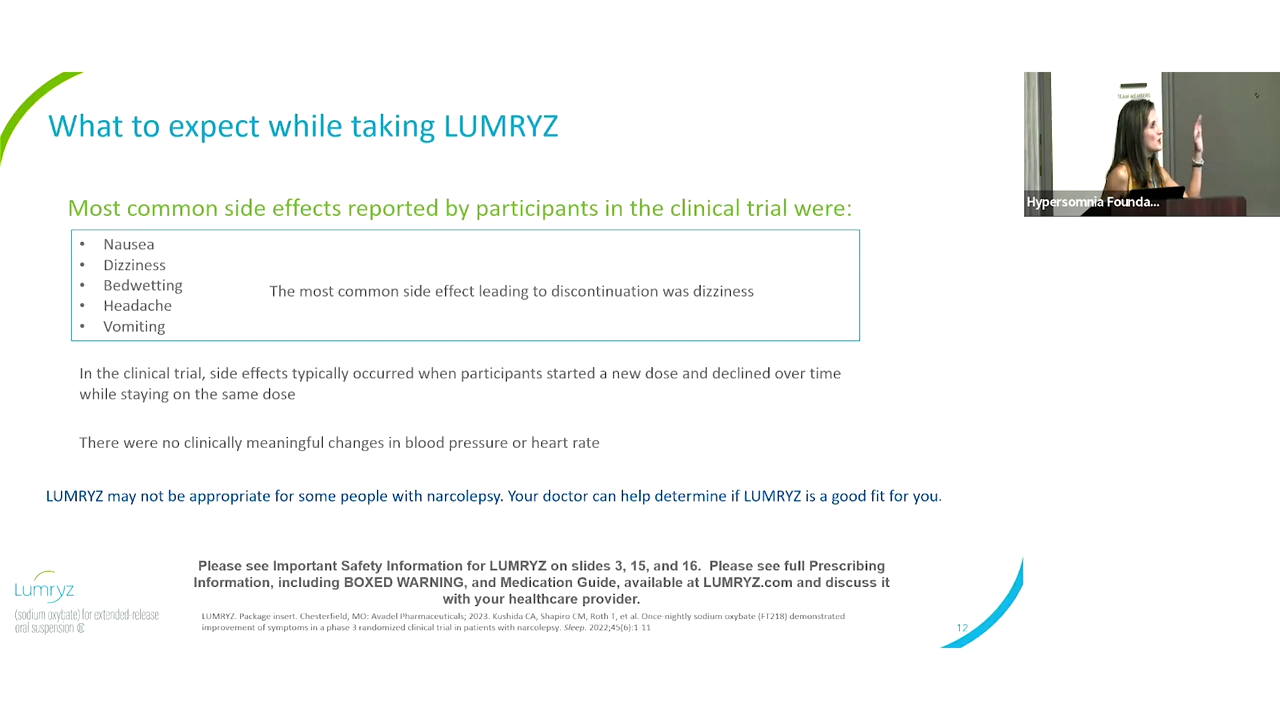 What to expect while taking LUMRYZ
Most common side effects reported by participants in the clinical trial were:
• Nausea
• Dizziness
• Bedwetting
• Headache
• Vomiting
The most common side effect leading to discontinuation was dizziness
In the clinical trial, side effects typically occurred when participants started a new dose and declined over time
while staying on the same dose
There were no clinically meaningful changes in blood pressure or heart rate
LUMRYZ may not be appropriate for some people with narcolepsy. Your doctor can help determine if LUMRYZ is a good fit for you.
Please see Important Safety Information for LUMRYZ on slides 3, 15, and 16. Please see full Prescribing
Information, including BOXED WARNING, and Medication Guide, available at LUMRYZ.com and discuss it
with your healthcare provider.
LUMRYZ. Package insert. Chesterfield, MO: Avadel Pharmaceuticals; 2023. Kushida CA, Shapiro CM, Roth T, et al. Once-nightly sodium oxybate (FT218) demonstrated
improvement of symptoms in a phase 3 randomized clinical trial in patients with narcolepsy. Sleep. 2022;45(6):1-11
Lumryz
(sodium oxybate) for extended-release
oral suspension
12
Hypersomnia Founda...